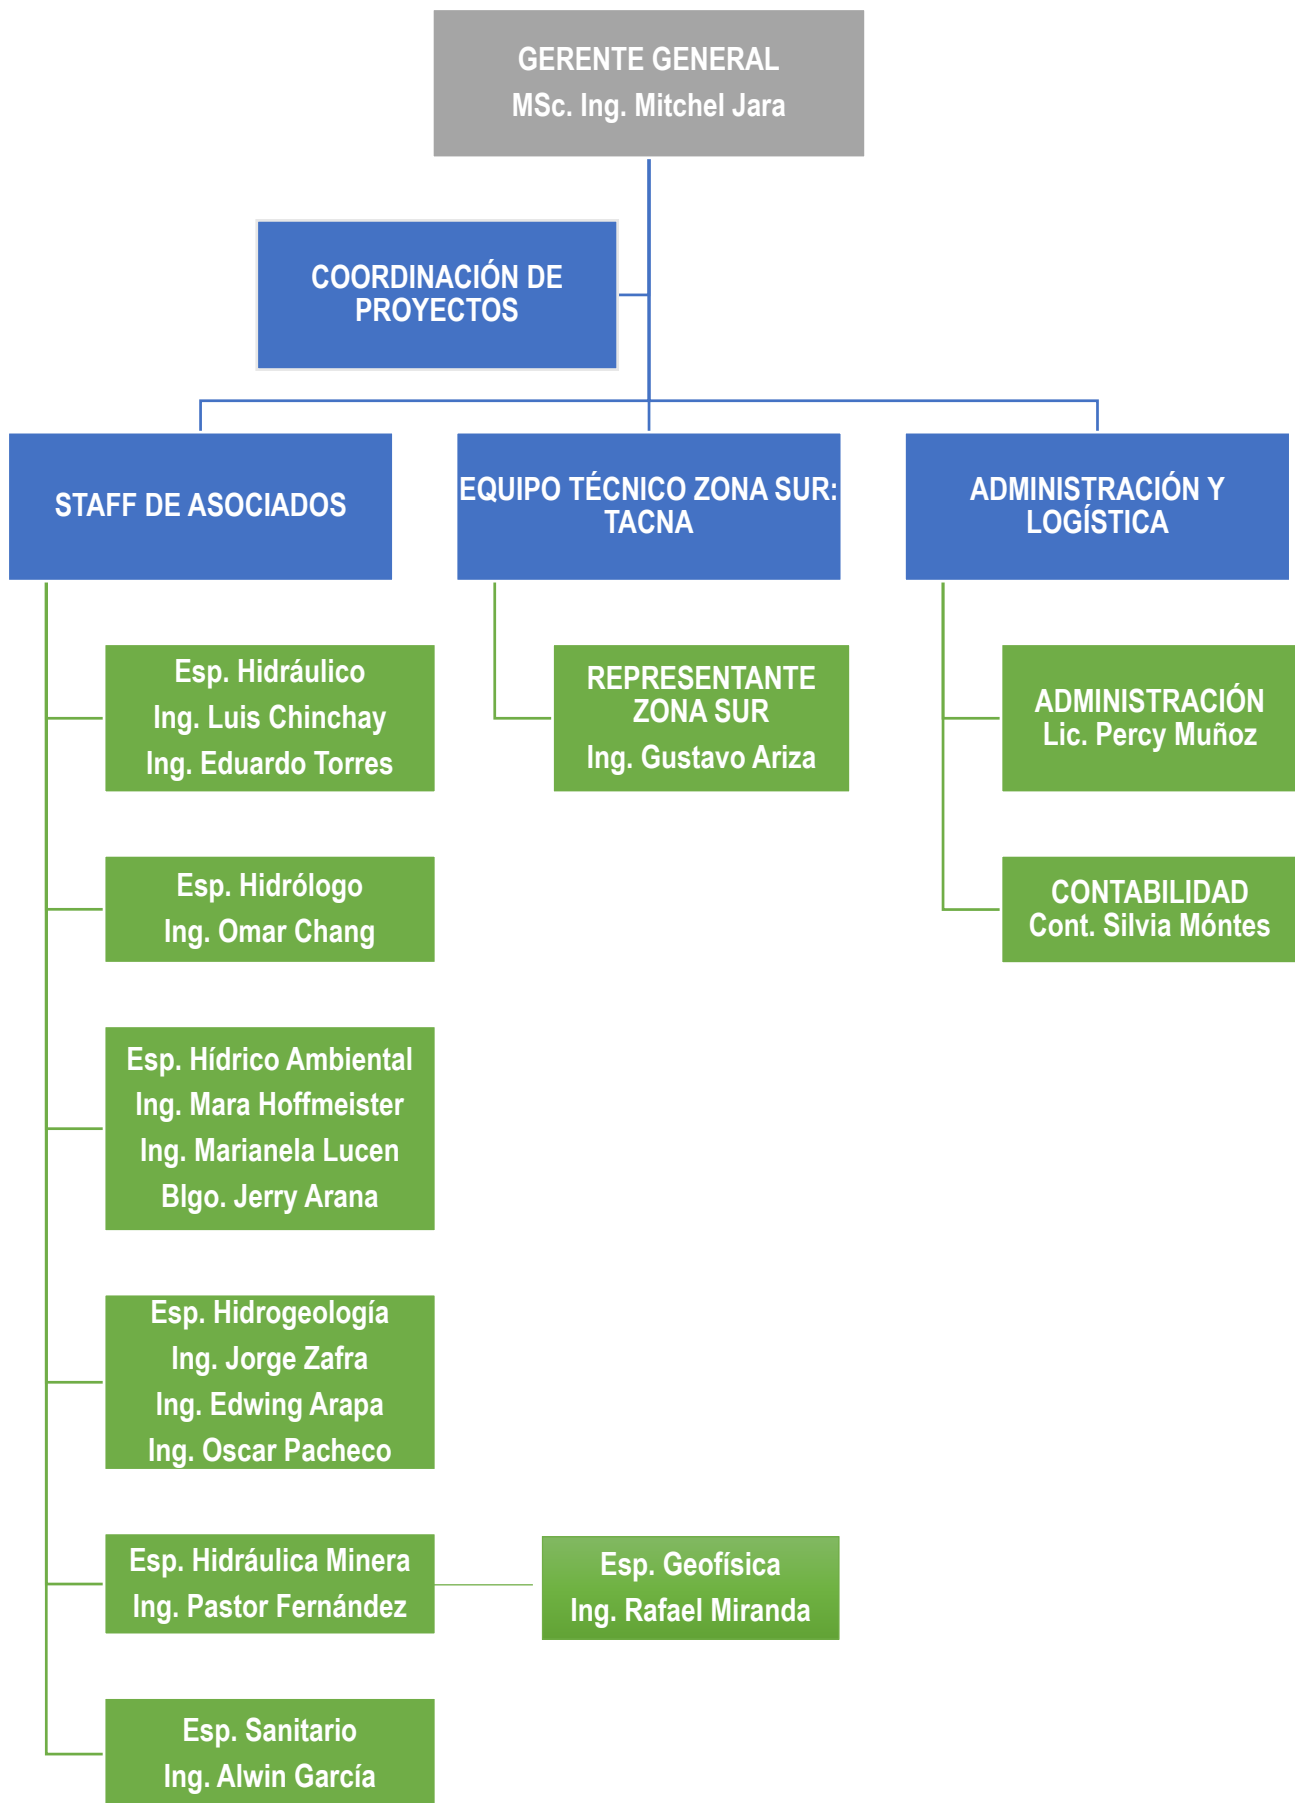 GERENTE GENERAL
MSc. Ing. Mitchel Jara
COORDINACIÓN DE
PROYECTOS
STAFF DE ASOCIADOS
EQUIPO TÉCNICO ZONA SUR:
TACNA
ADMINISTRACIÓN Y
LOGÍSTICA
Esp. Hidráulico
Ing. Luis Chinchay
Ing. Eduardo Torres
REPRESENTANTE
ZONA SUR
Ing. Gustavo Ariza
ADMINISTRACIÓN
Lic. Percy Muñoz
Esp. Hidrólogo
Ing. Omar Chang
CONTABILIDAD
Cont. Silvia Móntes
Esp. Hídrico Ambiental
Ing. Mara Hoffmeister
Ing. Marianela Lucen
Blgo. Jerry Arana
Esp. Hidrogeología
Ing. Jorge Zafra
Ing. Edwing Arapa
Ing. Oscar Pacheco
Esp. Hidráulica Minera
Ing. Pastor Fernández
Esp. Geofísica
Ing. Rafael Miranda
Esp. Sanitario
Ing. Alwin García